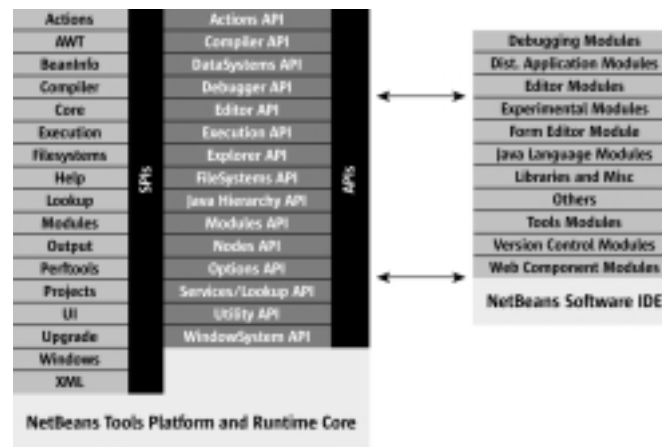 Actions
AWT
BeanInfo
Compiler
Core
Execution
Filesystems
Help
Lookup
Modules
Output
Perftools
Projects
UI
Upgrade
Windows
XML
SPIs
Actions API
Compiler API
DataSystems API
Debugger API
Editor API
Execution API
Explorer API
FileSystems API
Java Hierarchy API
Modules API
Nodes API
Options API
Services/Lookup API
Utility API
WindowSystem API
APIs
NetBeans Tools Platform and Runtime Core
Debugging Modules
Dist. Application Modules
Editor Modules
Experimental Modules
Form Editor Module
Java Language Modules
Libraries and Misc
Others
Tools Modules
Version Control Modules
Web Component Modules
NetBeans Software IDE